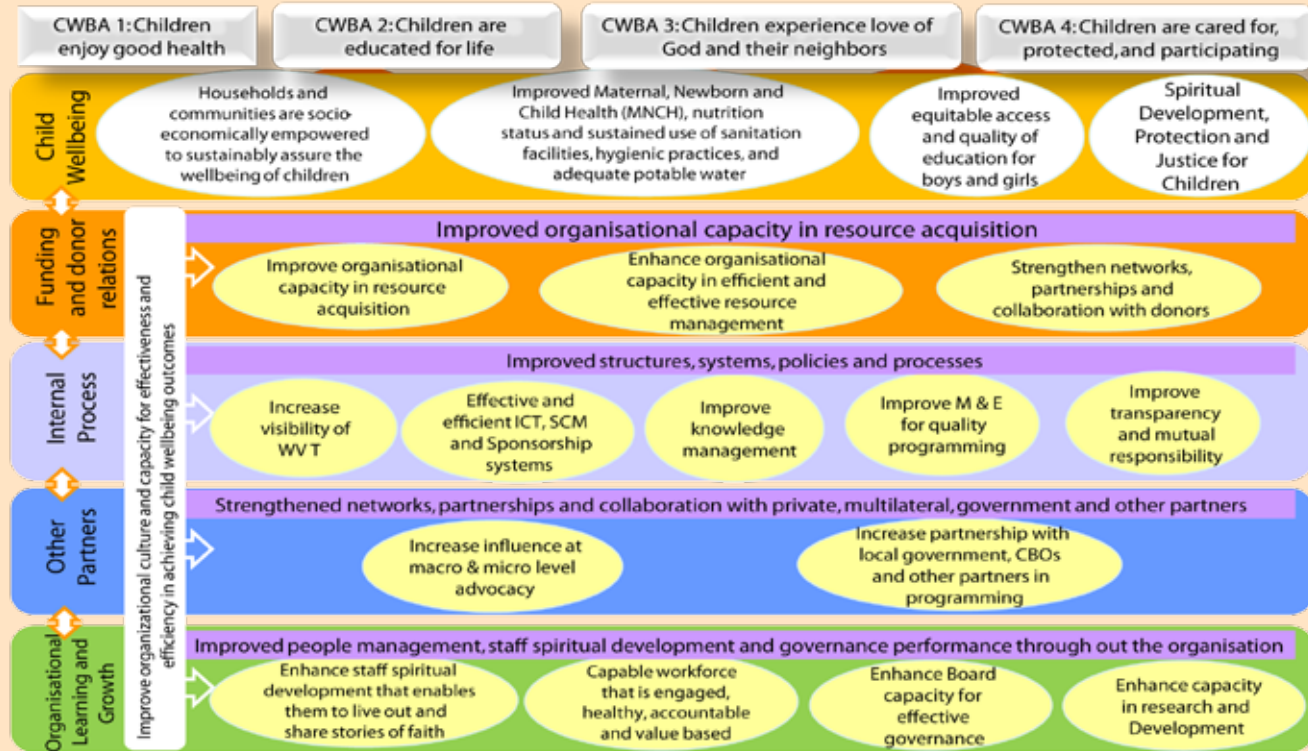 CWBA 1:Children
enjoy good health
CWBA 2:Children are
educated for life
CWBA 3:Children experience love of
God and their neighbors
CWBA 4:Children are cared for,
protected, and participating
Child
Wellbeing
Households and
communities are socio-
economically empowered
to sustainably assure the
wellbeing of children
Improved Maternal, Newborn and
Child Health (MNCH), nutrition
status and sustained use of sanitation
facilities, hygienic practices, and
adequate potable water
Improved
equitable access
and quality of
education for
boys and girls
Spiritual
Development,
Protection and
Justice for
Children
Improve organizational culture and capacity for effectiveness and
efficiency in achieving child wellbeing outcomes
Funding
and donor
relations
Improved organisational capacity in resource acquisition
Improve organisational
capacity in resource
acquisition
Enhance organisational
capacity in efficient and
effective resource
management
Strengthen networks,
partnerships and
collaboration with donors
Internal
Process
Improved structures, systems, policies and processes
Increase
visibility of
WV T
Effective and
efficient ICT, SCM
and Sponsorship
systems
Improve
knowledge
management
Improve M & E
for quality
programming
Improve
transparency
and mutual
responsibility
Other
Partners
Strengthened networks, partnerships and collaboration with private, multilateral, government and other partners
Increase influence at
macro & micro level
advocacy
Increase partnership with
local government, CBOs
and other partners in
programming
Organisational
Learning and
Growth
Improved people management, staff spiritual development and governance performance through out the organisation
Enhance staff spiritual
development that enables
them to live out and
share stories of faith
Capable workforce
that is engaged,
healthy, accountable
and value based
Enhance Board
capacity for
effective
governance
Enhance capacity
in research and
Development